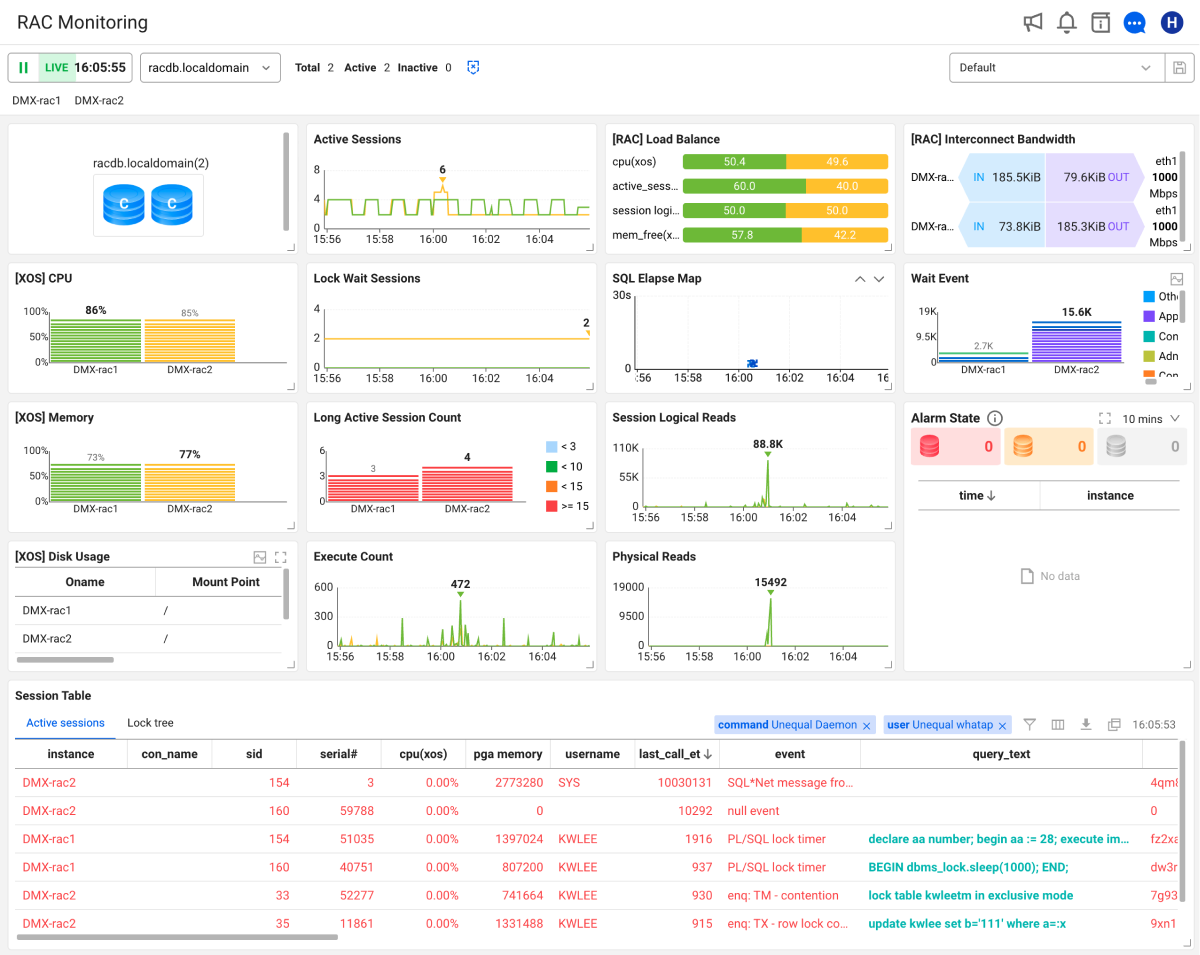 RAC Monitoring
H
LIVE 16:05:55 racdb.localdomain Total 2 Active 2 Inactive 0 Default
DMX-rac1 DMX-rac2
racdb.localdomain(2)
C C
Active Sessions
8
4
0
6
15:56 15:58 16:00 16:02 16:04
[RAC] Load Balance
cpu(xos) 50.4 49.6
active_sess... 60.0 40.0
session logi... 50.0 50.0
mem_free(x... 57.8 42.2
[RAC] Interconnect Bandwidth
DMX-ra... IN 185.5KiB 79.6KiB OUT eth1 1000 Mbps
DMX-ra... IN 73.8KiB 185.3KiB OUT eth1 1000 Mbps
[XOS] CPU
100%
50%
0%
86% 85%
DMX-rac1 DMX-rac2
Lock Wait Sessions
4
2
0
2
15:56 15:58 16:00 16:02 16:04
SQL Elapse Map
30s
0
:56 15:58 16:00 16:02 16:04 16
Wait Event
19K
9.5K
0
2.7K 15.6K
DMX-rac1 DMX-rac2
Oth
App
Con
Adn
Con
[XOS] Memory
100%
50%
0%
73% 77%
DMX-rac1 DMX-rac2
Long Active Session Count
6
3
0
3 4
DMX-rac1 DMX-rac2
< 3
< 10
< 15
>= 15
Session Logical Reads
110K
55K
0
88.8K
15:56 15:58 16:00 16:02 16:04
Alarm State 10 mins
0 0 0
time instance
No data
[XOS] Disk Usage
Oname Mount Point
DMX-rac1 /
DMX-rac2 /
Execute Count
600
300
0
472
15:56 15:58 16:00 16:02 16:04
Physical Reads
19000
9500
0
15492
15:56 15:58 16:00 16:02 16:04
Session Table
Active sessions Lock tree command Unequal Daemon × user Unequal whatap × 16:05:53
instance con_name sid serial# cpu(xos) pga memory username last_call_et event query_text
DMX-rac2 154 3 0.00% 2773280 SYS 10030131 SQL*Net message fro... 4qm8
DMX-rac2 160 59788 0.00% 0 10292 null event 0
DMX-rac1 154 51035 0.00% 1397024 KWLEE 1916 PL/SQL lock timer declare aa number; begin aa := 28; execute im... fz2xa
DMX-rac1 160 40751 0.00% 807200 KWLEE 937 PL/SQL lock timer BEGIN dbms_lock.sleep(1000); END; dw3r
DMX-rac2 33 52277 0.00% 741664 KWLEE 930 enq: TM - contention lock table kwleetm in exclusive mode 7g93
DMX-rac2 35 11861 0.00% 1331488 KWLEE 915 enq: TX - row lock co... update kwlee set b='111' where a=:x 9xn1